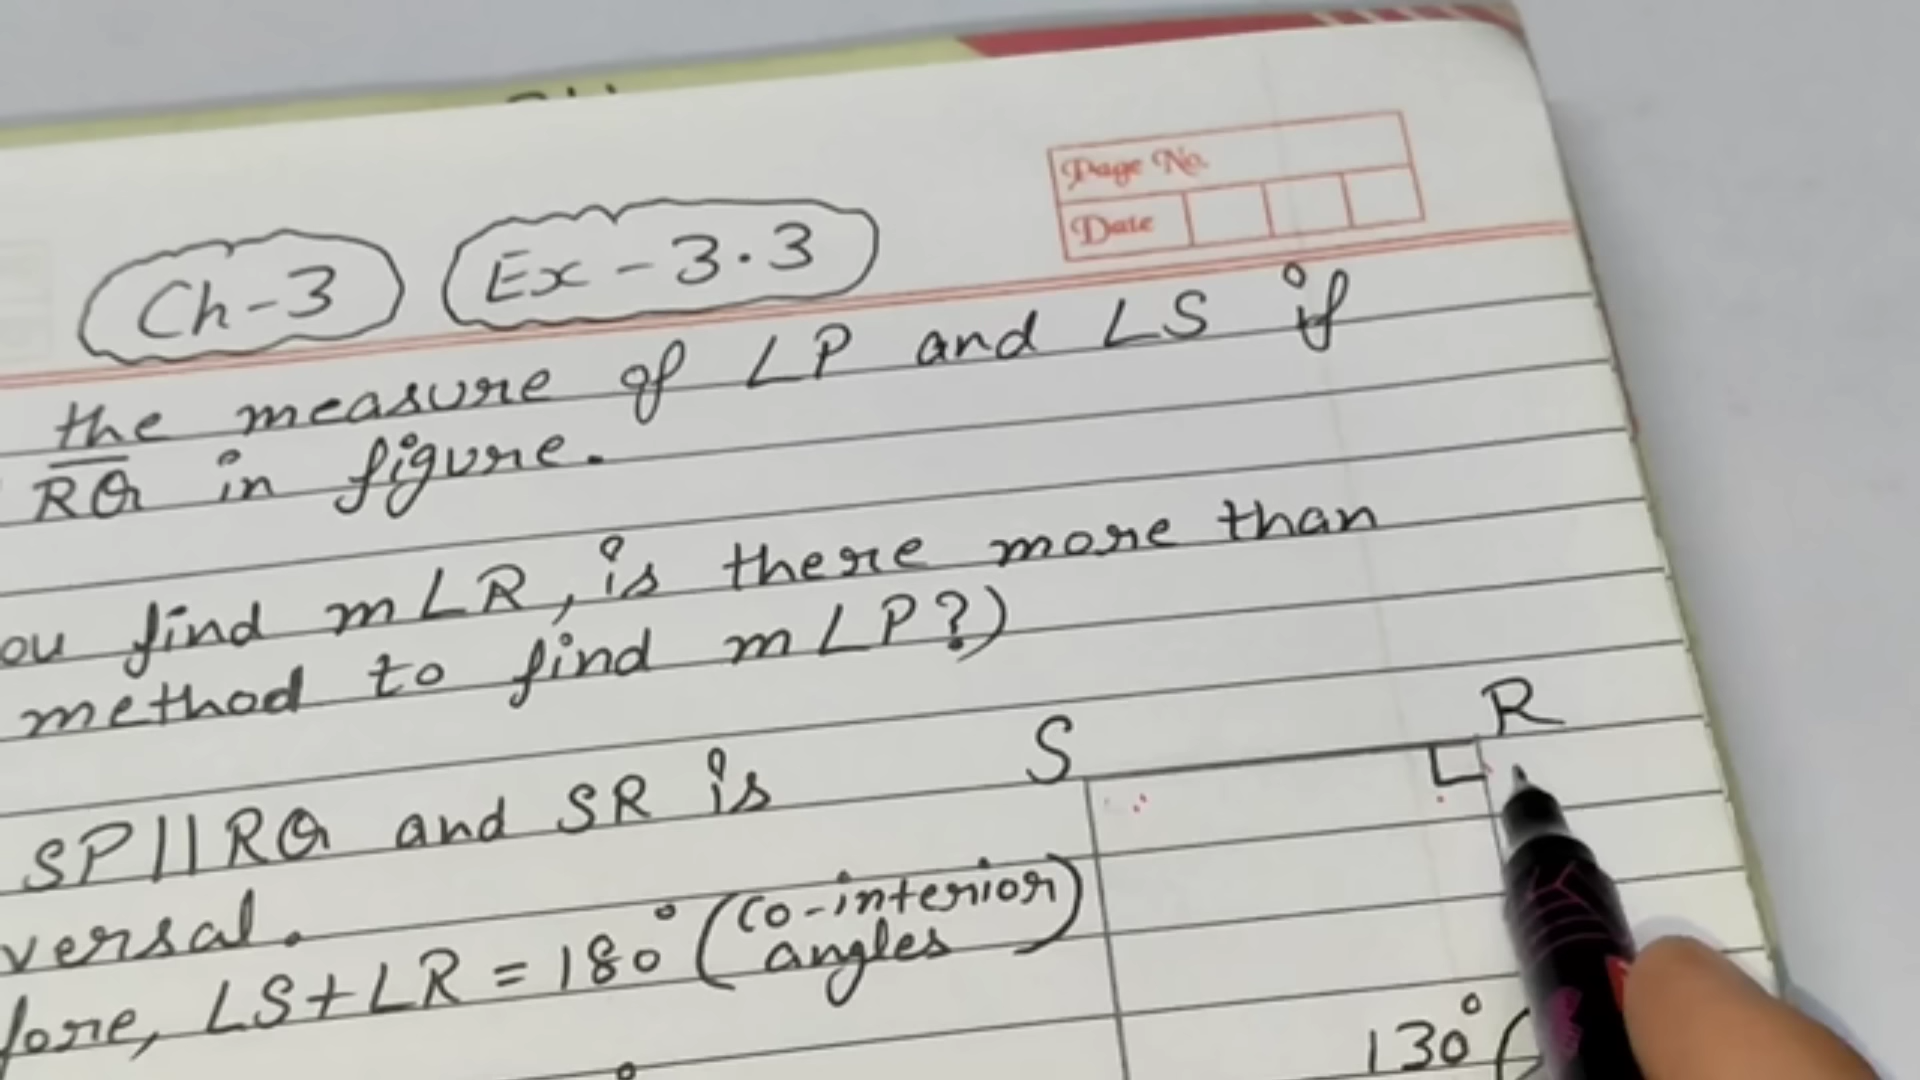 Page No.
Date
Ch-3 Ex-3.3
the measure of ∠P and ∠S if
RQ in figure.
ou find m∠R, is there more than
method to find m∠P?)
S R
SP||RQ and SR is
versal.
fore, ∠S+∠R = 180° (co-interior angles)
130°